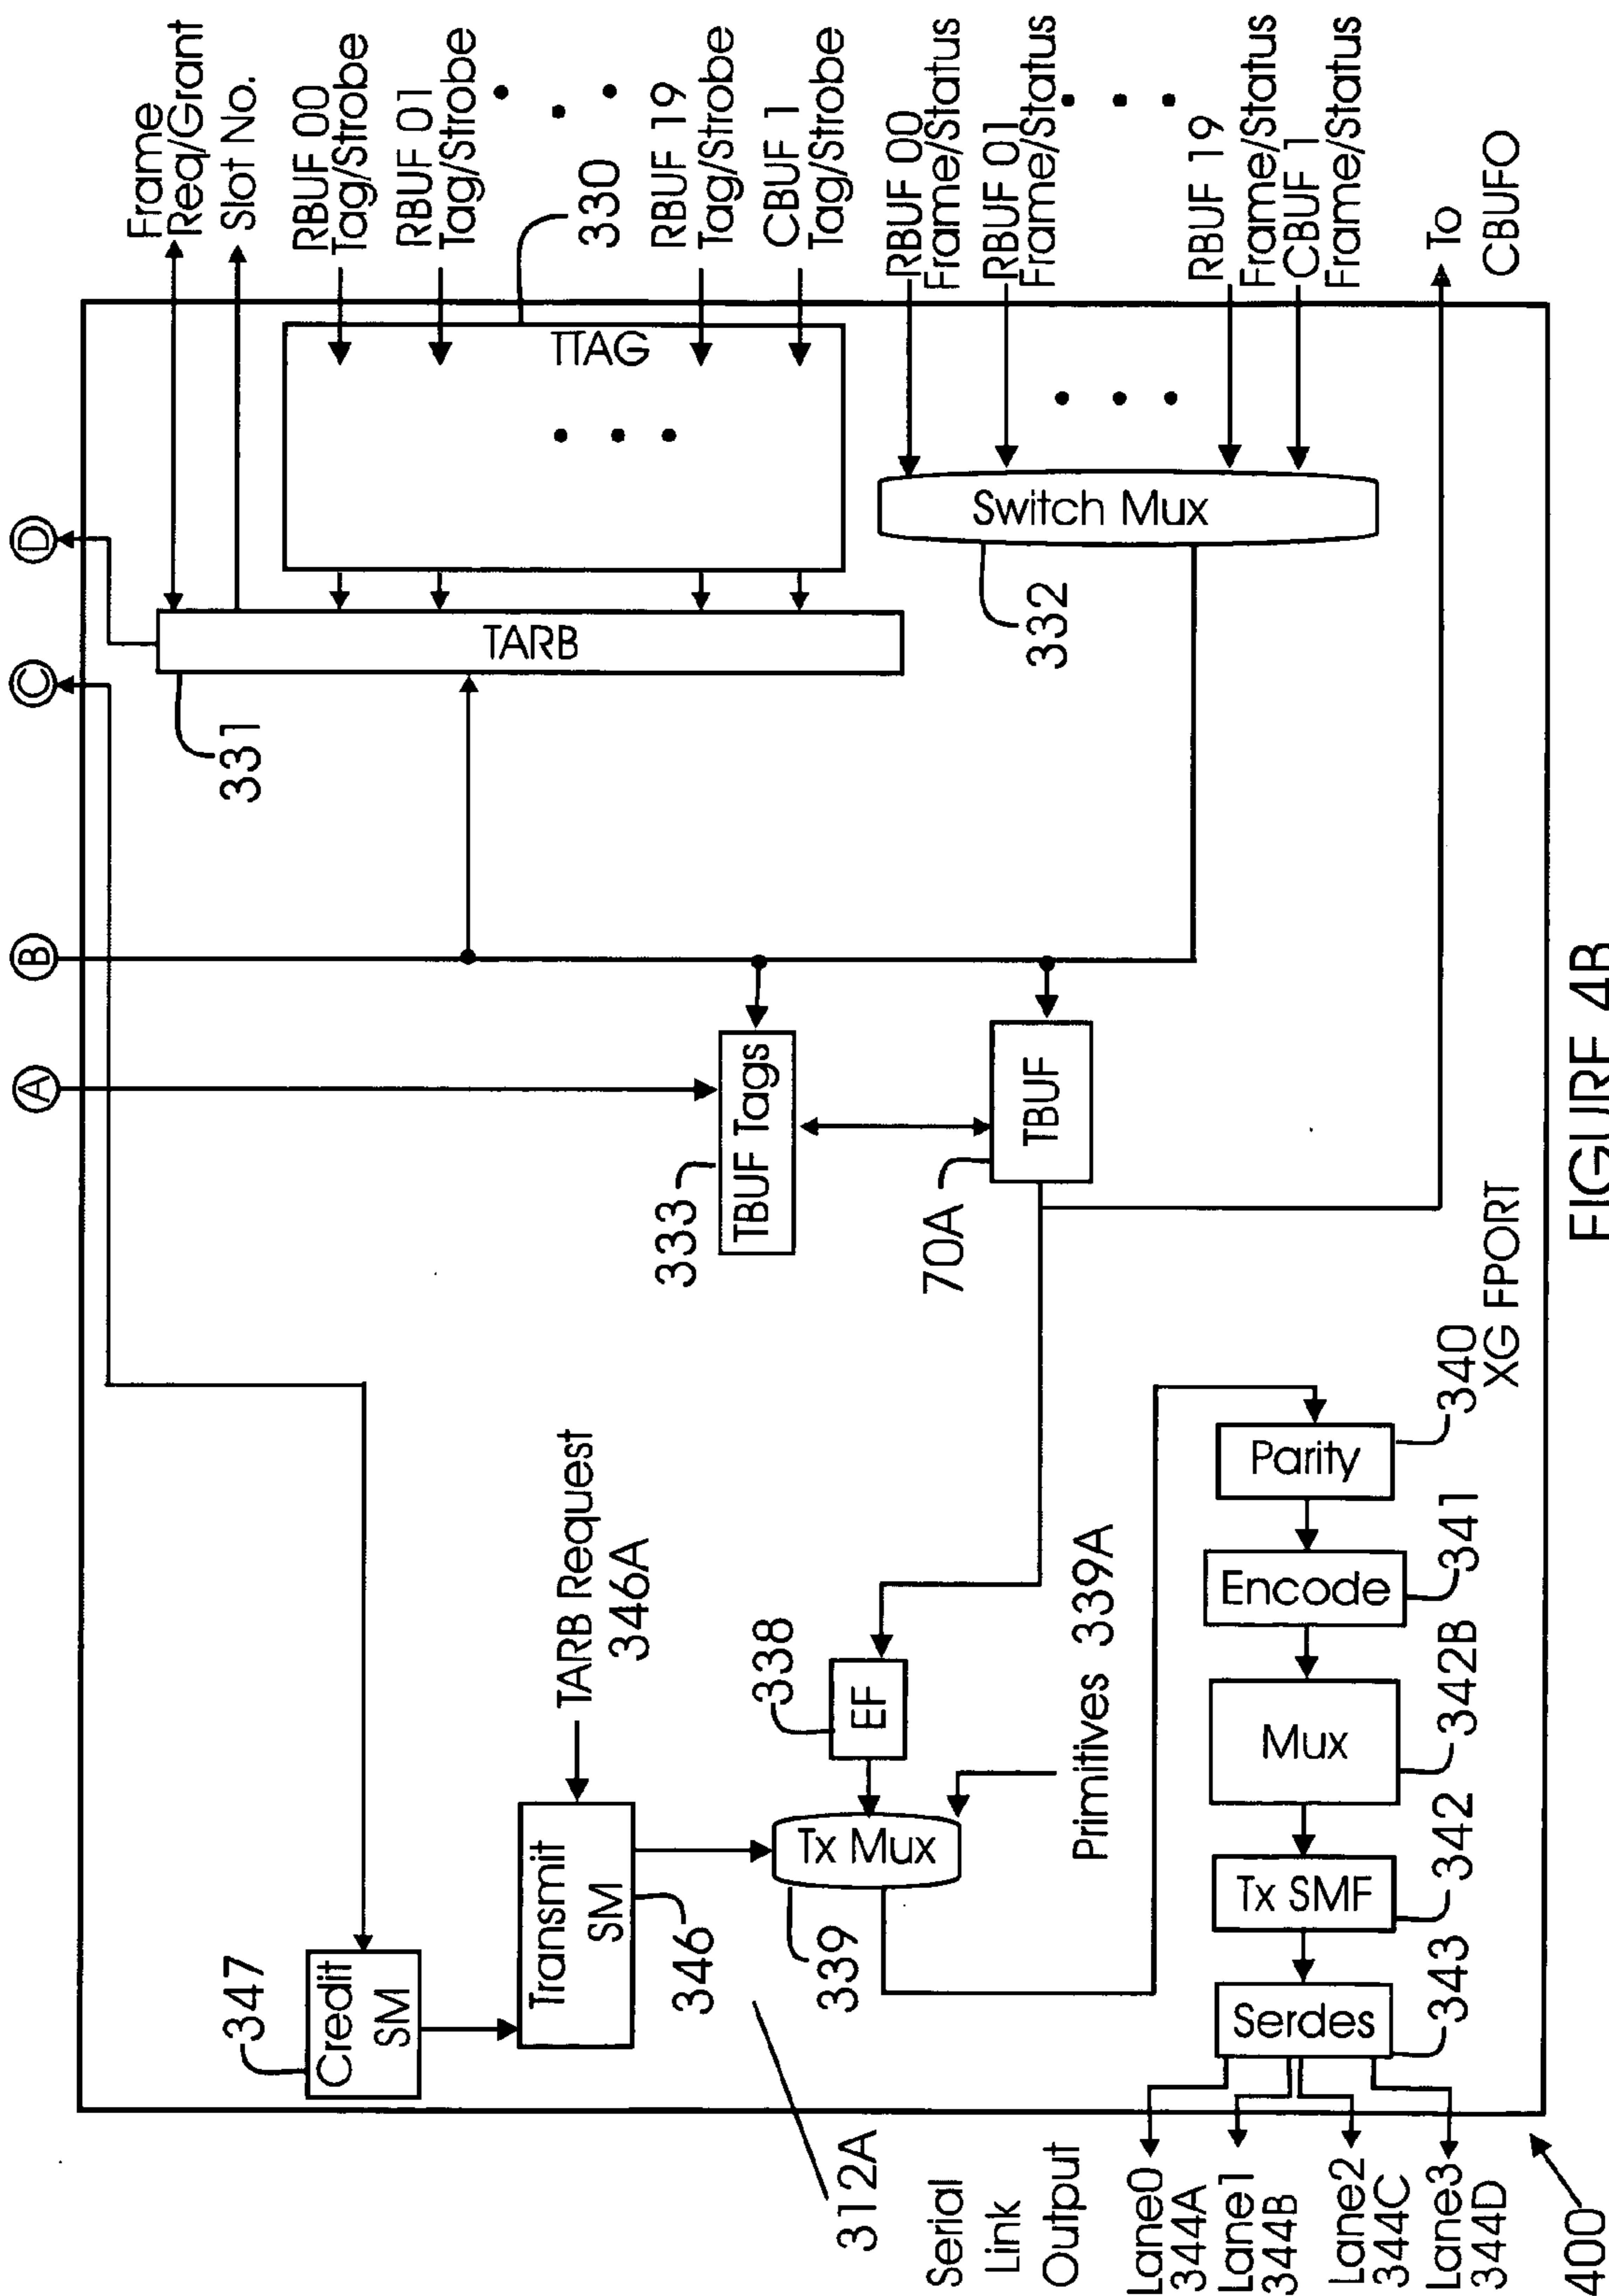 A
B
C
D
Frame
Req/Grant
Slot No.
RBUF 00
Tag/Strobe
RBUF 01
Tag/Strobe
RBUF 19
Tag/Strobe
CBUF 1
Tag/Strobe
330
TTAG
TARB
331
RBUF 00
Frame/Status
RBUF 01
Frame/Status
RBUF 19
Frame/Status
CBUF 1
Frame/Status
Switch Mux
332
To
CBUFO
333
TBUF Tags
TBUF
70A
347
Credit
SM
Transmit
SM
346
TARB Request
346A
338
EF
Tx Mux
339
Primitives 339A
312A
Parity
340
Encode
341
Mux
342B
Tx SMF
342
Serdes
343
XG FPORT
Serial
Link
Output
Lane0
344A
Lane1
344B
Lane2
344C
Lane3
344D
400
FIGURE 4B